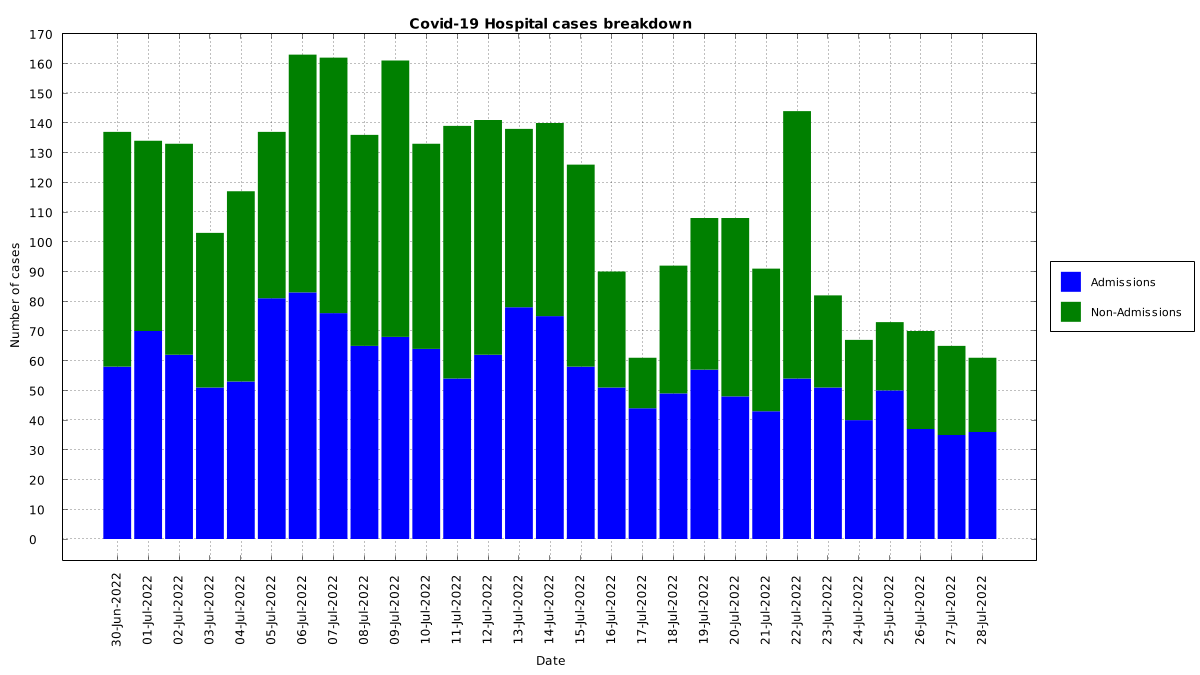 Covid-19 Hospital cases breakdown
170
160
150
140
130
120
110
100
90
80
70
60
50
40
30
20
10
0
Number of cases
30-Jun-2022
01-Jul-2022
02-Jul-2022
03-Jul-2022
04-Jul-2022
05-Jul-2022
06-Jul-2022
07-Jul-2022
08-Jul-2022
09-Jul-2022
10-Jul-2022
11-Jul-2022
12-Jul-2022
13-Jul-2022
14-Jul-2022
15-Jul-2022
16-Jul-2022
17-Jul-2022
18-Jul-2022
19-Jul-2022
20-Jul-2022
21-Jul-2022
22-Jul-2022
23-Jul-2022
24-Jul-2022
25-Jul-2022
26-Jul-2022
27-Jul-2022
28-Jul-2022
Date
Admissions
Non-Admissions